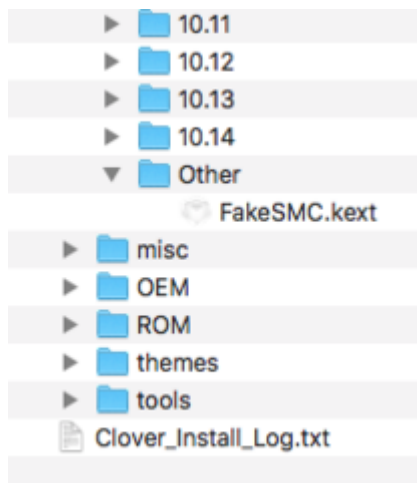 10.11
10.12
10.13
10.14
Other
FakeSMC.kext
misc
OEM
ROM
themes
tools
Clover_Install_Log.txt